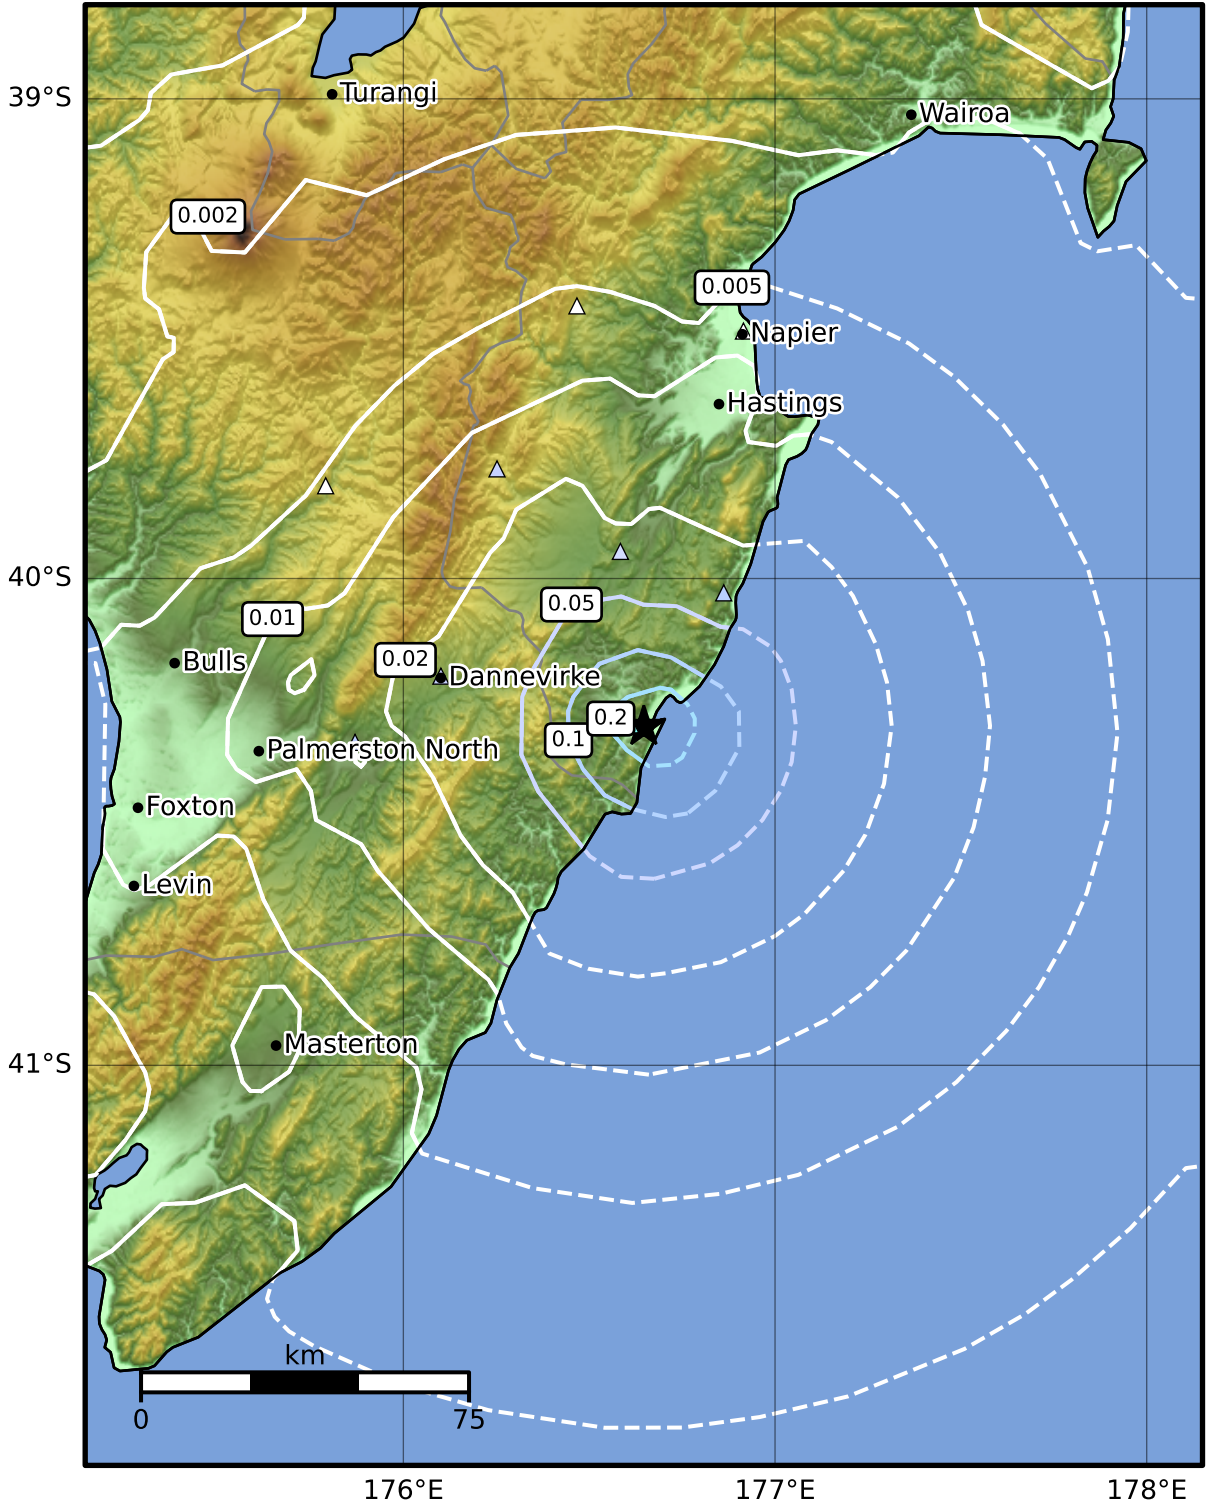 39°S
Turangi
Wairoa
0.002
0.005
Napier
Hastings
40°S
0.05
0.01
0.02
Bulls
Dannevirke
0.2
0.1
Palmerston North
Foxton
Levin
Masterton
41°S
km
0 75
176°E 177°E 178°E